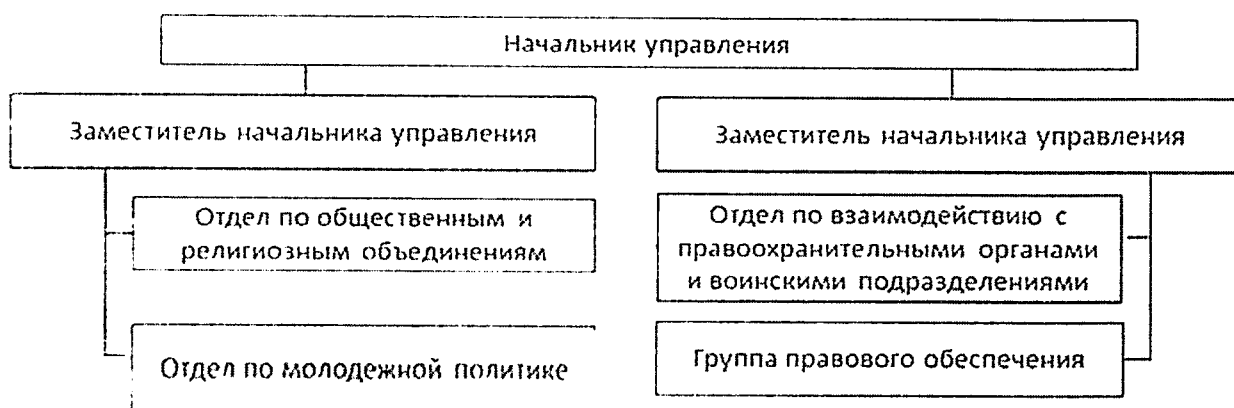 Начальник управления
Заместитель начальника управления
Заместитель начальника управления
Отдел по общественным и
религиозным объединениям
Отдел по взаимодействию с
правоохранительными органами
и воинскими подразделениями
Отдел по молодежной политике
Группа правового обеспечения